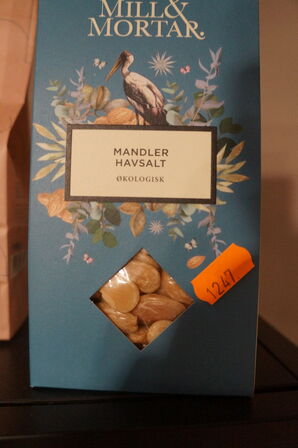 MILL &
MORTAR
MANDLER
HAVSALT
ØKOLOGISK
1247